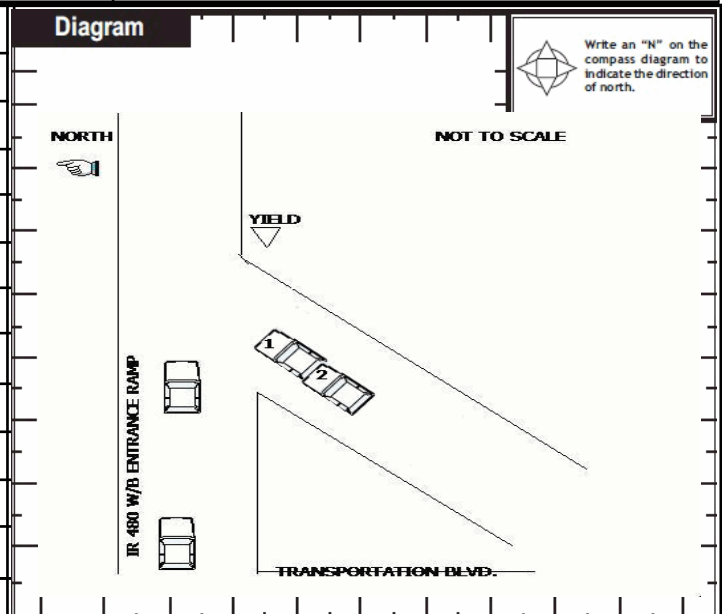 Diagram
Write an "N" on the
compass diagram to
indicate the direction
of north.
NORTH
NOT TO SCALE
YIELD
1
2
IR 480 W/B ENTRANCE RAMP
TRANSPORTATION BLVD.